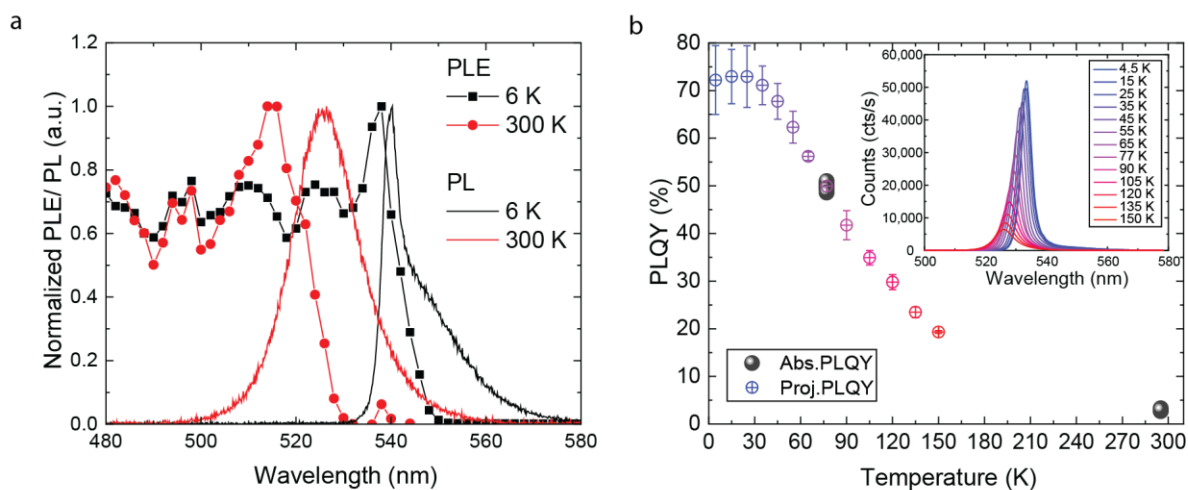 a
Normalized PLE/ PL (a.u.)
1.2
1.0
0.8
0.6
0.4
0.2
0.0
PLE
6 K
300 K
PL
6 K
300 K
480 500 520 540 560 580
Wavelength (nm)
b
PLQY (%)
80
70
60
50
40
30
20
10
0
Abs.PLQY
Proj.PLQY
0 30 60 90 120 150 180 210 240 270 300
Temperature (K)
Counts (cts/s)
60,000
50,000
40,000
30,000
20,000
10,000
0
4.5 K
15 K
25 K
35 K
45 K
55 K
65 K
77 K
90 K
105 K
120 K
135 K
150 K
500 520 540 560 580
Wavelength (nm)